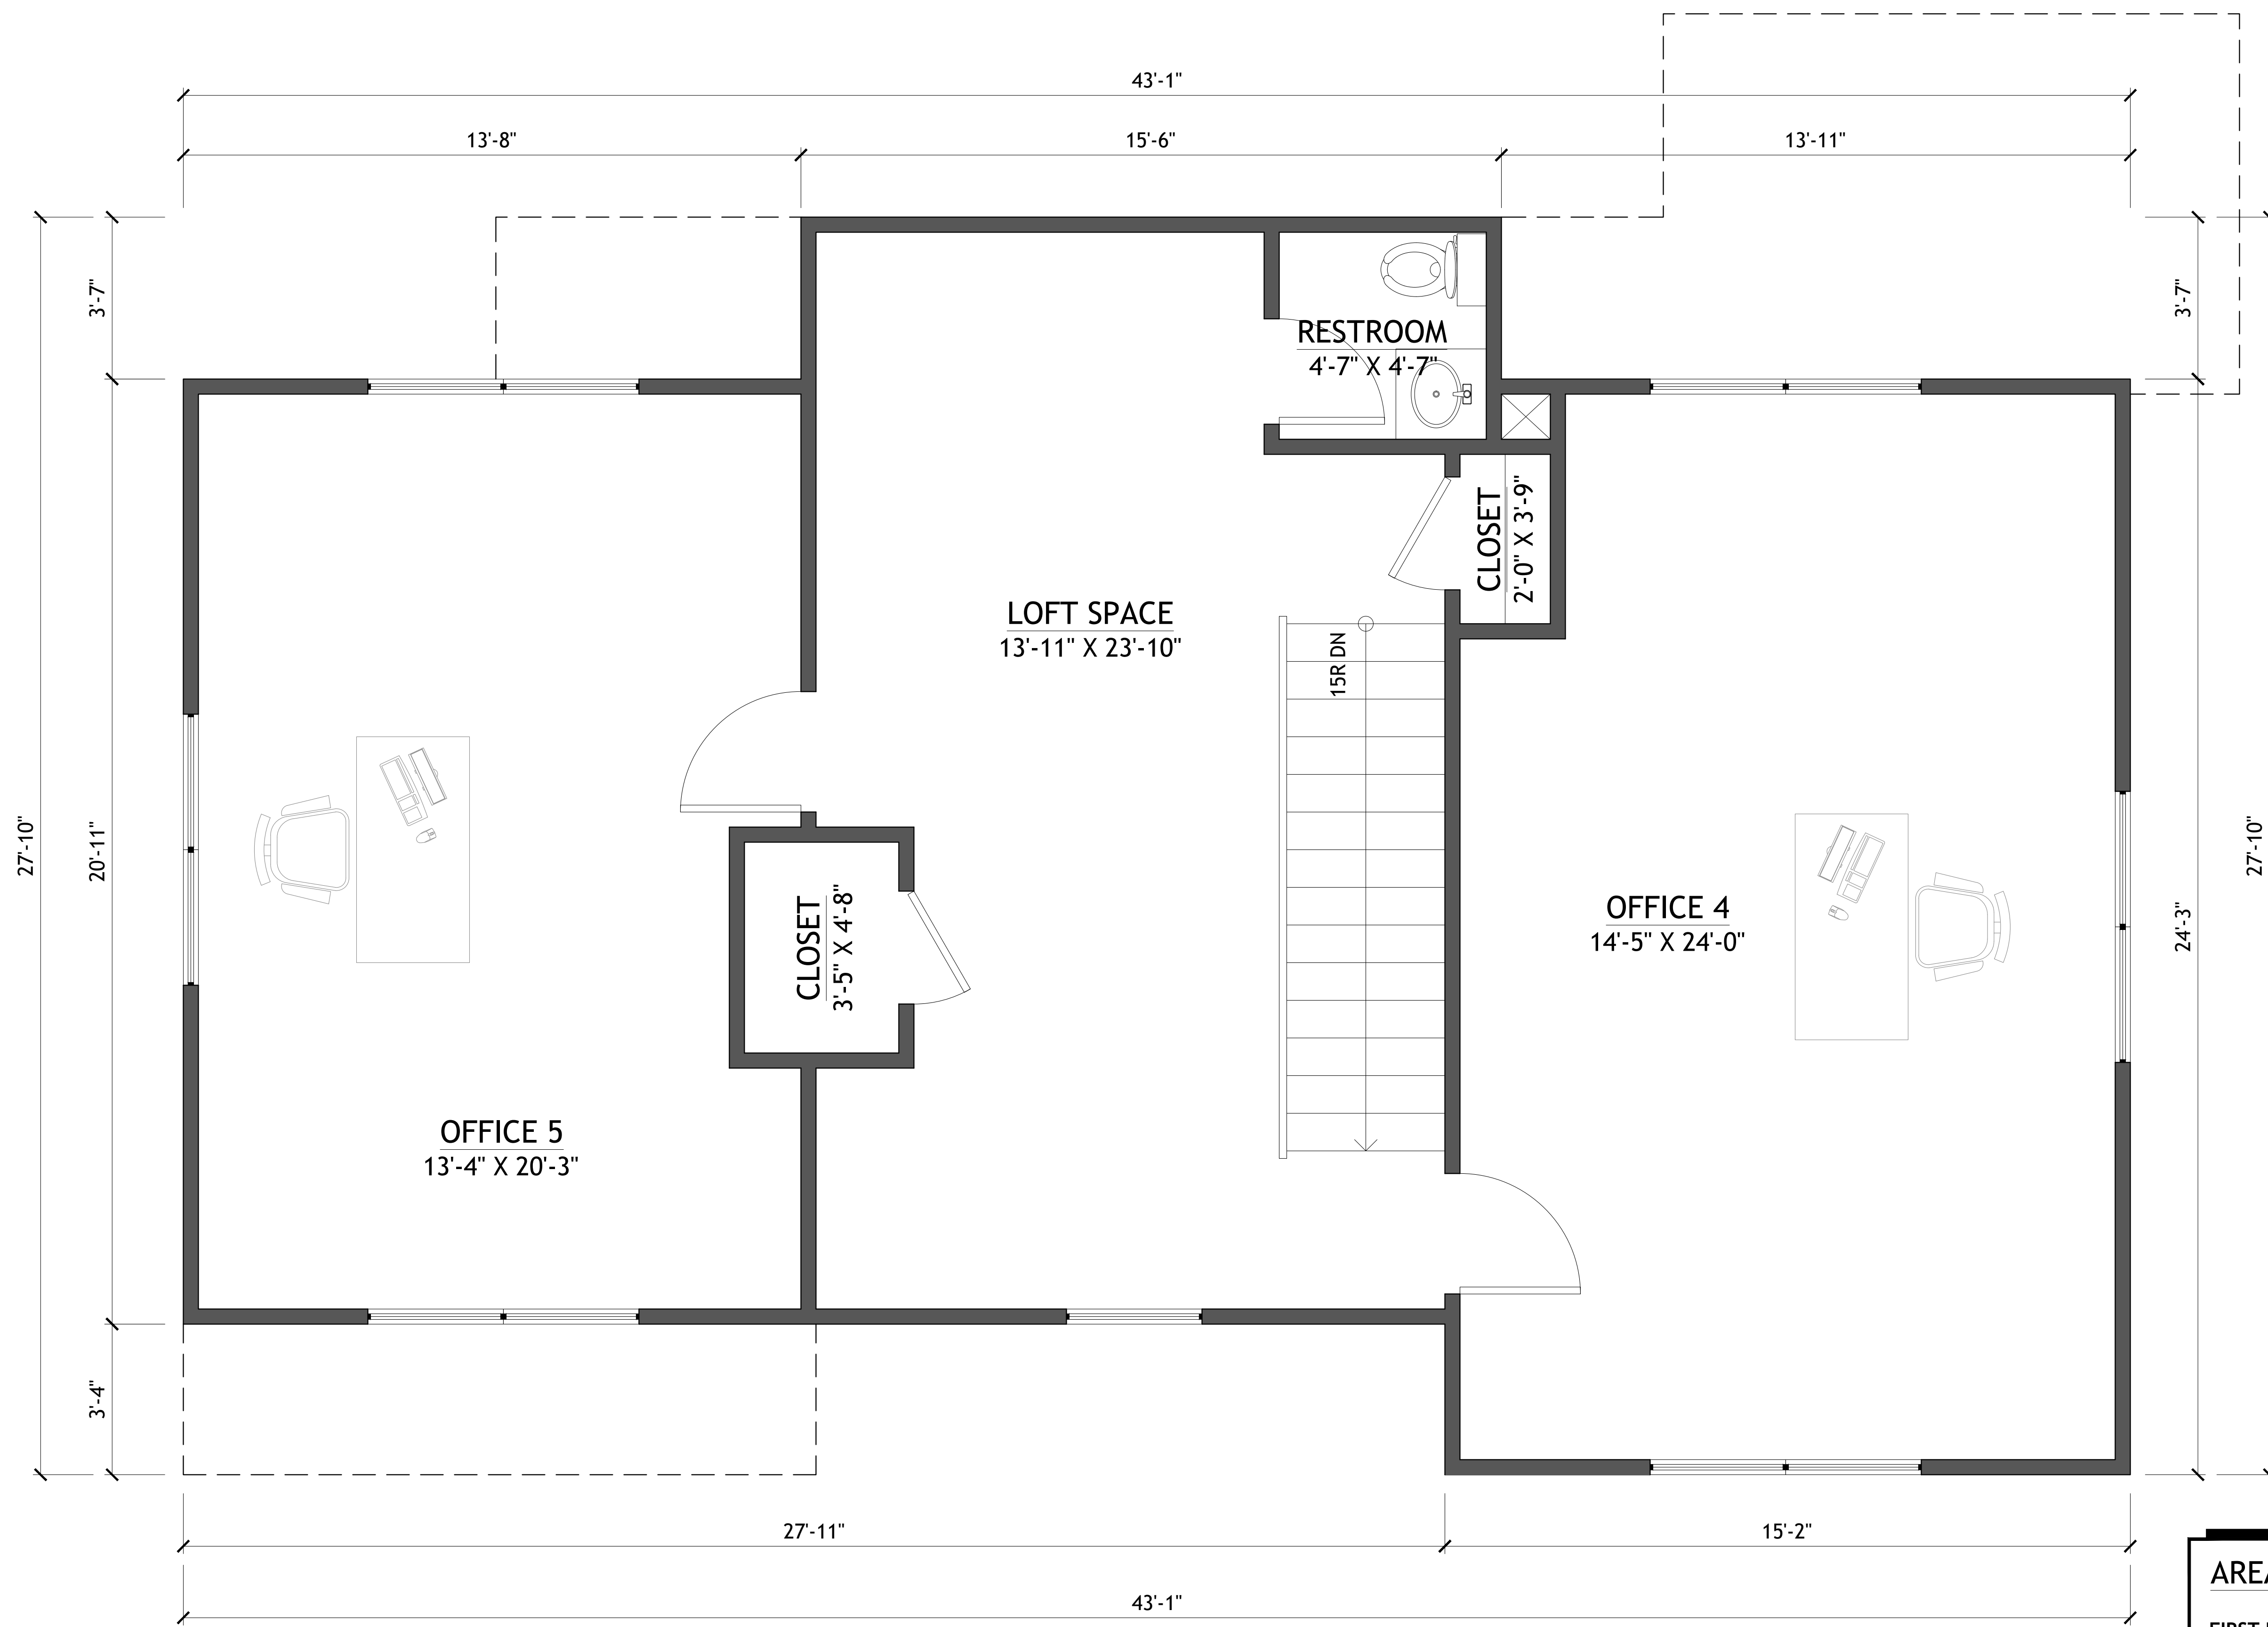 43'-1"
13'-8"
15'-6"
13'-11"
3'-7"
3'-7"
RESTROOM
4'-7" X 4'-7"
CLOSET
2'-0" X 3'-9"
LOFT SPACE
13'-11" X 23'-10"
15R DN
27'-10"
20'-11"
27'-10"
CLOSET
3'-5" X 4'-8"
OFFICE 4
14'-5" X 24'-0"
24'-3"
OFFICE 5
13'-4" X 20'-3"
3'-4"
27'-11"
15'-2"
43'-1"